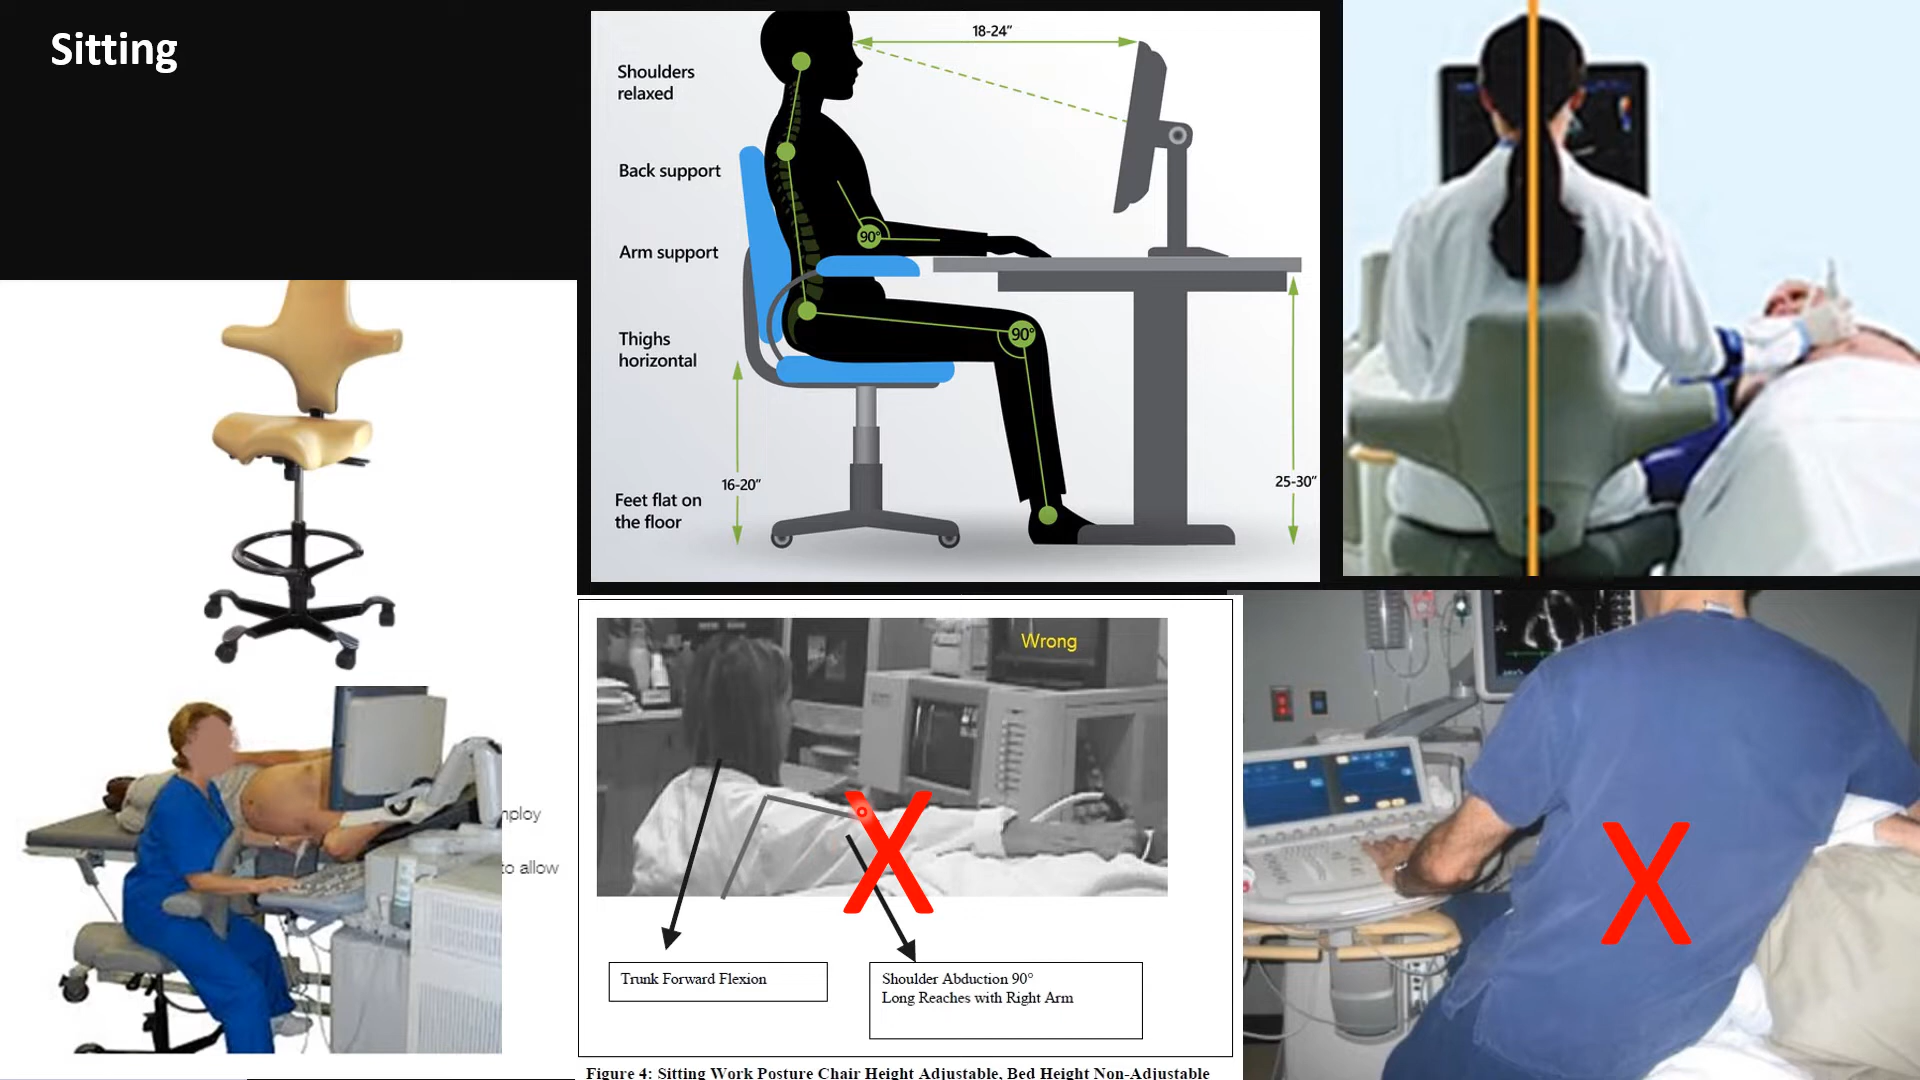 Sitting
18-24”
Shoulders
relaxed
Back support
90°
Arm support
Thighs
horizontal
90°
16-20”
25-30”
Feet flat on
the floor
Wrong
X
X
to allow
Trunk Forward Flexion
Shoulder Abduction 90°
Long Reaches with Right Arm
Figure 4: Sitting Work Posture Chair Height Adjustable, Bed Height Non-Adjustable